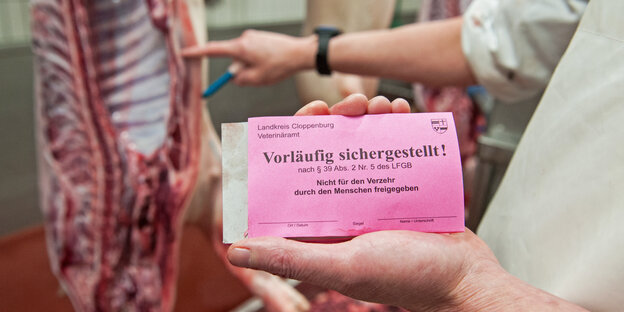 Landkreis Cloppenburg
Veterinäramt
Vorläufig sichergestellt!
nach § 39 Abs. 2 Nr. 5 des LFGB
Nicht für den Verzehr
durch den Menschen freigegeben
Ort / Datum Siegel Name / Unterschrift